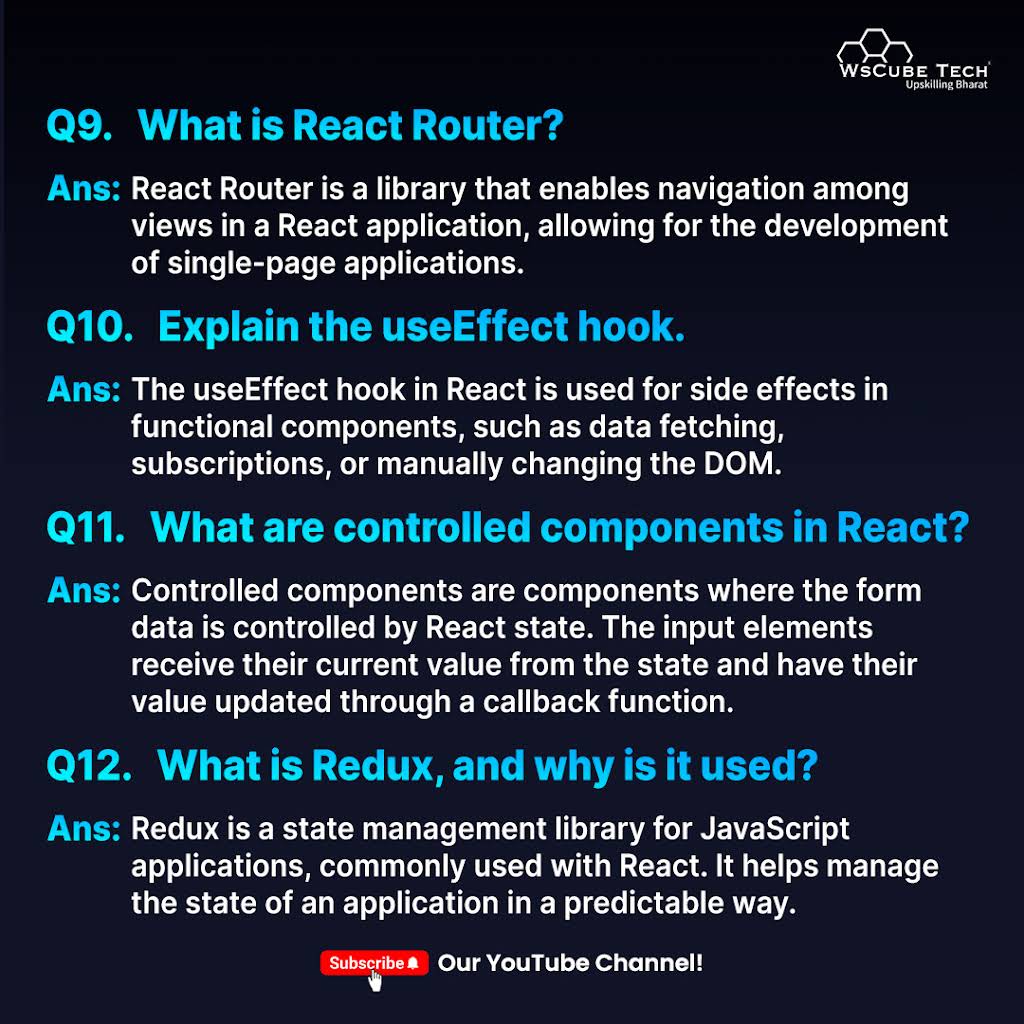 WsCube Tech
Upskilling Bharat
Q9. What is React Router?
Ans: React Router is a library that enables navigation among
views in a React application, allowing for the development
of single-page applications.
Q10. Explain the useEffect hook.
Ans: The useEffect hook in React is used for side effects in
functional components, such as data fetching,
subscriptions, or manually changing the DOM.
Q11. What are controlled components in React?
Ans: Controlled components are components where the form
data is controlled by React state. The input elements
receive their current value from the state and have their
value updated through a callback function.
Q12. What is Redux, and why is it used?
Ans: Redux is a state management library for JavaScript
applications, commonly used with React. It helps manage
the state of an application in a predictable way.
Subscribe Our YouTube Channel!